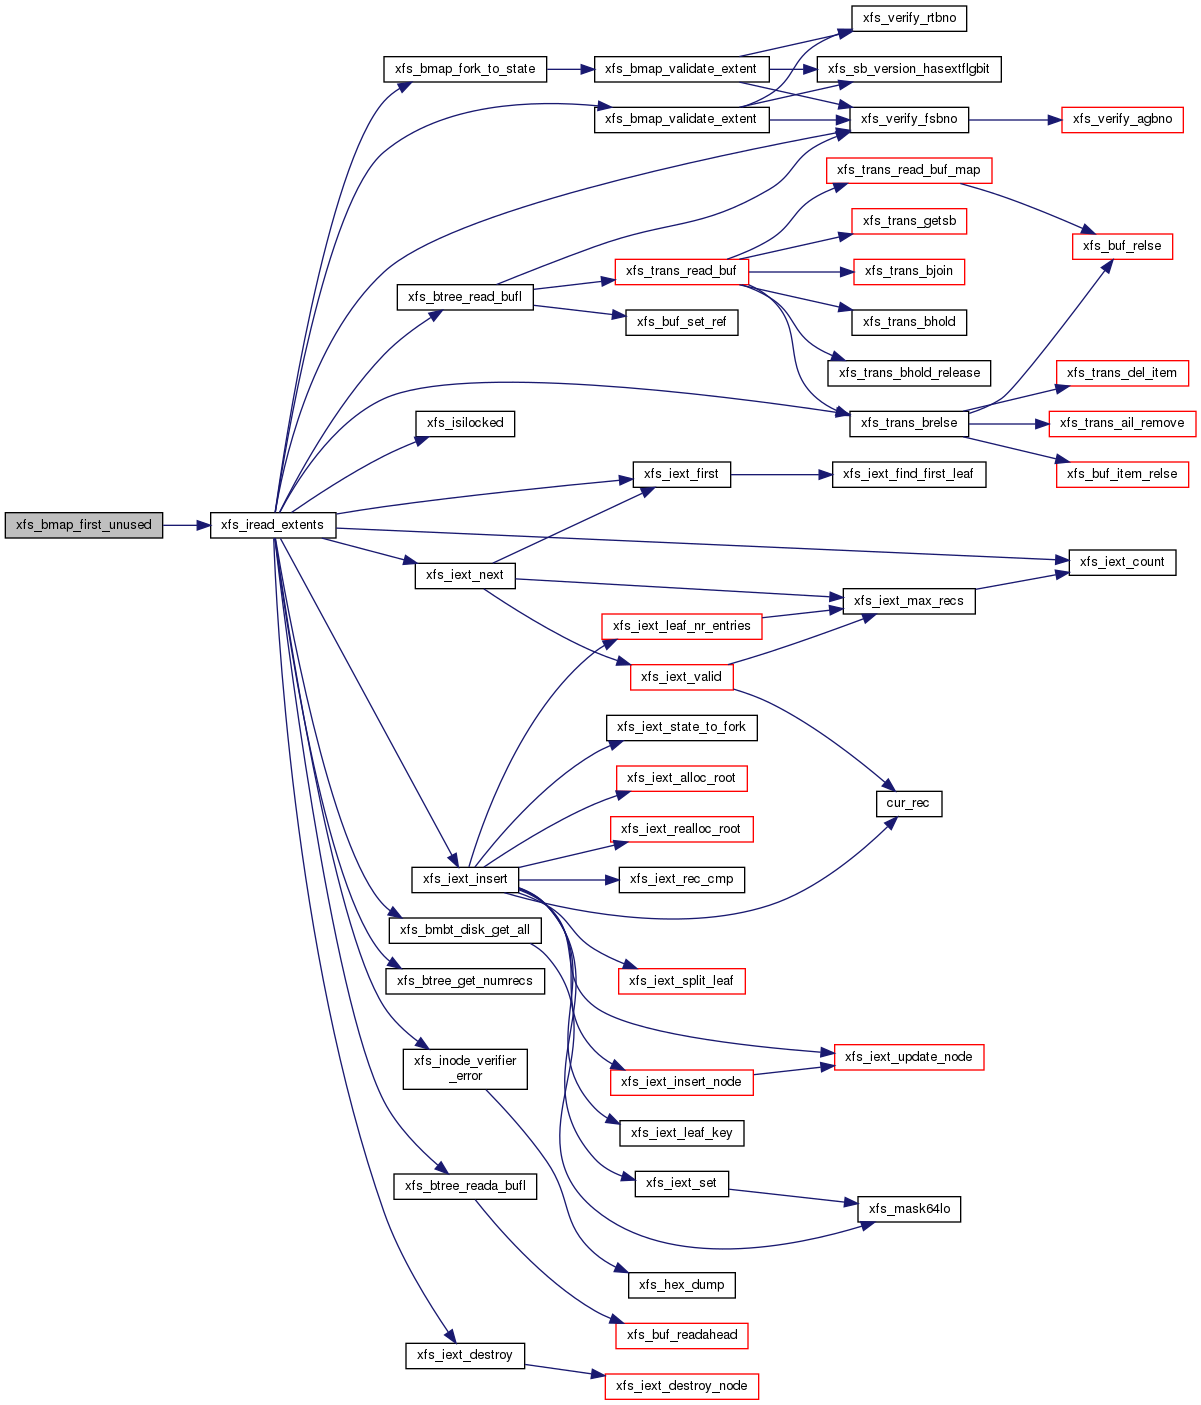 xfs_verify_rtbno
xfs_bmap_fork_to_state
xfs_bmap_validate_extent
xfs_sb_version_hasextflgbit
xfs_bmap_validate_extent
xfs_verify_fsbno
xfs_verify_agbno
xfs_trans_read_buf_map
xfs_trans_getsb
xfs_buf_relse
xfs_trans_read_buf
xfs_trans_bjoin
xfs_btree_read_bufl
xfs_buf_set_ref
xfs_trans_bhold
xfs_trans_bhold_release
xfs_trans_del_item
xfs_isilocked
xfs_trans_brelse
xfs_trans_ail_remove
xfs_iext_first
xfs_iext_find_first_leaf
xfs_buf_item_relse
xfs_bmap_first_unused
xfs_iread_extents
xfs_iext_count
xfs_iext_next
xfs_iext_max_recs
xfs_iext_leaf_nr_entries
xfs_iext_valid
xfs_iext_state_to_fork
xfs_iext_alloc_root
cur_rec
xfs_iext_realloc_root
xfs_iext_insert
xfs_iext_rec_cmp
xfs_bmbt_disk_get_all
xfs_btree_get_numrecs
xfs_iext_split_leaf
xfs_inode_verifier
_error
xfs_iext_update_node
xfs_iext_insert_node
xfs_iext_leaf_key
xfs_btree_reada_bufl
xfs_iext_set
xfs_mask64lo
xfs_hex_dump
xfs_buf_readahead
xfs_iext_destroy
xfs_iext_destroy_node